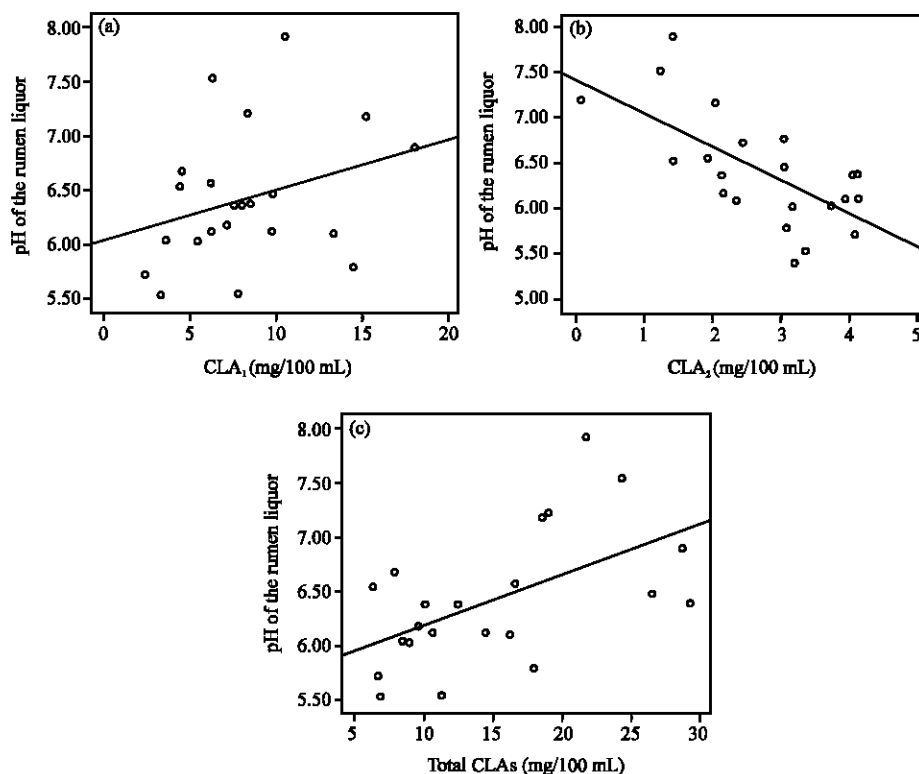 (a)
8.00
7.50
7.00
6.50
6.00
5.50
pH of the rumen liquor
0 5 10 15 20
CLA₁ (mg/100 mL)
(b)
8.00
7.50
7.00
6.50
6.00
5.50
5.00
pH of the rumen liquor
0 1 2 3 4 5
CLA₂ (mg/100 mL)
(c)
8.00
7.50
7.00
6.50
6.00
5.50
pH of the rumen liquor
5 10 15 20 25 30
Total CLAs (mg/100 mL)